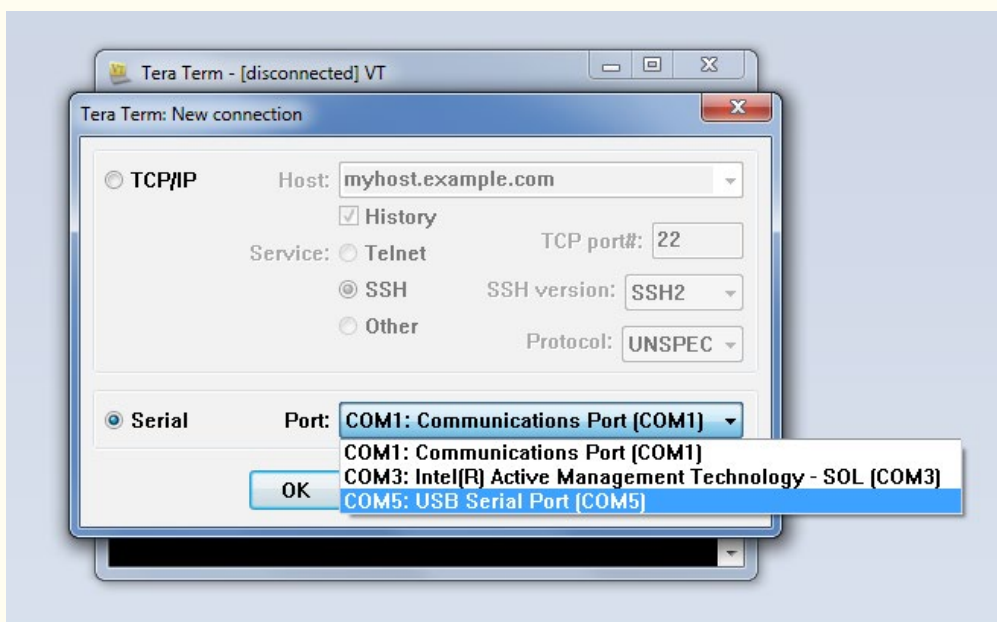 Tera Term - [disconnected] VT
Tera Term: New connection
TCP/IP
Host: myhost.example.com
History
Service: Telnet
TCP port#: 22
SSH
SSH version: SSH2
Other
Protocol: UNSPEC
Serial
Port: COM1: Communications Port (COM1)
COM1: Communications Port (COM1)
COM3: Intel(R) Active Management Technology - SOL (COM3)
COM5: USB Serial Port (COM5)
OK